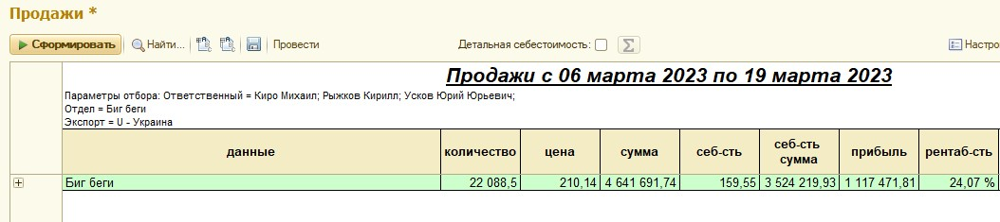 Продажи *
Сформировать Найти... Провести Детальная себестоимость: Σ Настро
Продажи с 06 марта 2023 по 19 марта 2023
Параметры отбора: Ответственный = Киро Михаил; Рыжков Кирилл; Усков Юрий Юрьевич;
Отдел = Биг беги
Экспорт = U - Украина
данные количество цена сумма себ-сть себ-сть сумма прибыль рентаб-сть
Биг беги 22 088,5 210,14 4 641 691,74 159,55 3 524 219,93 1 117 471,81 24,07 %